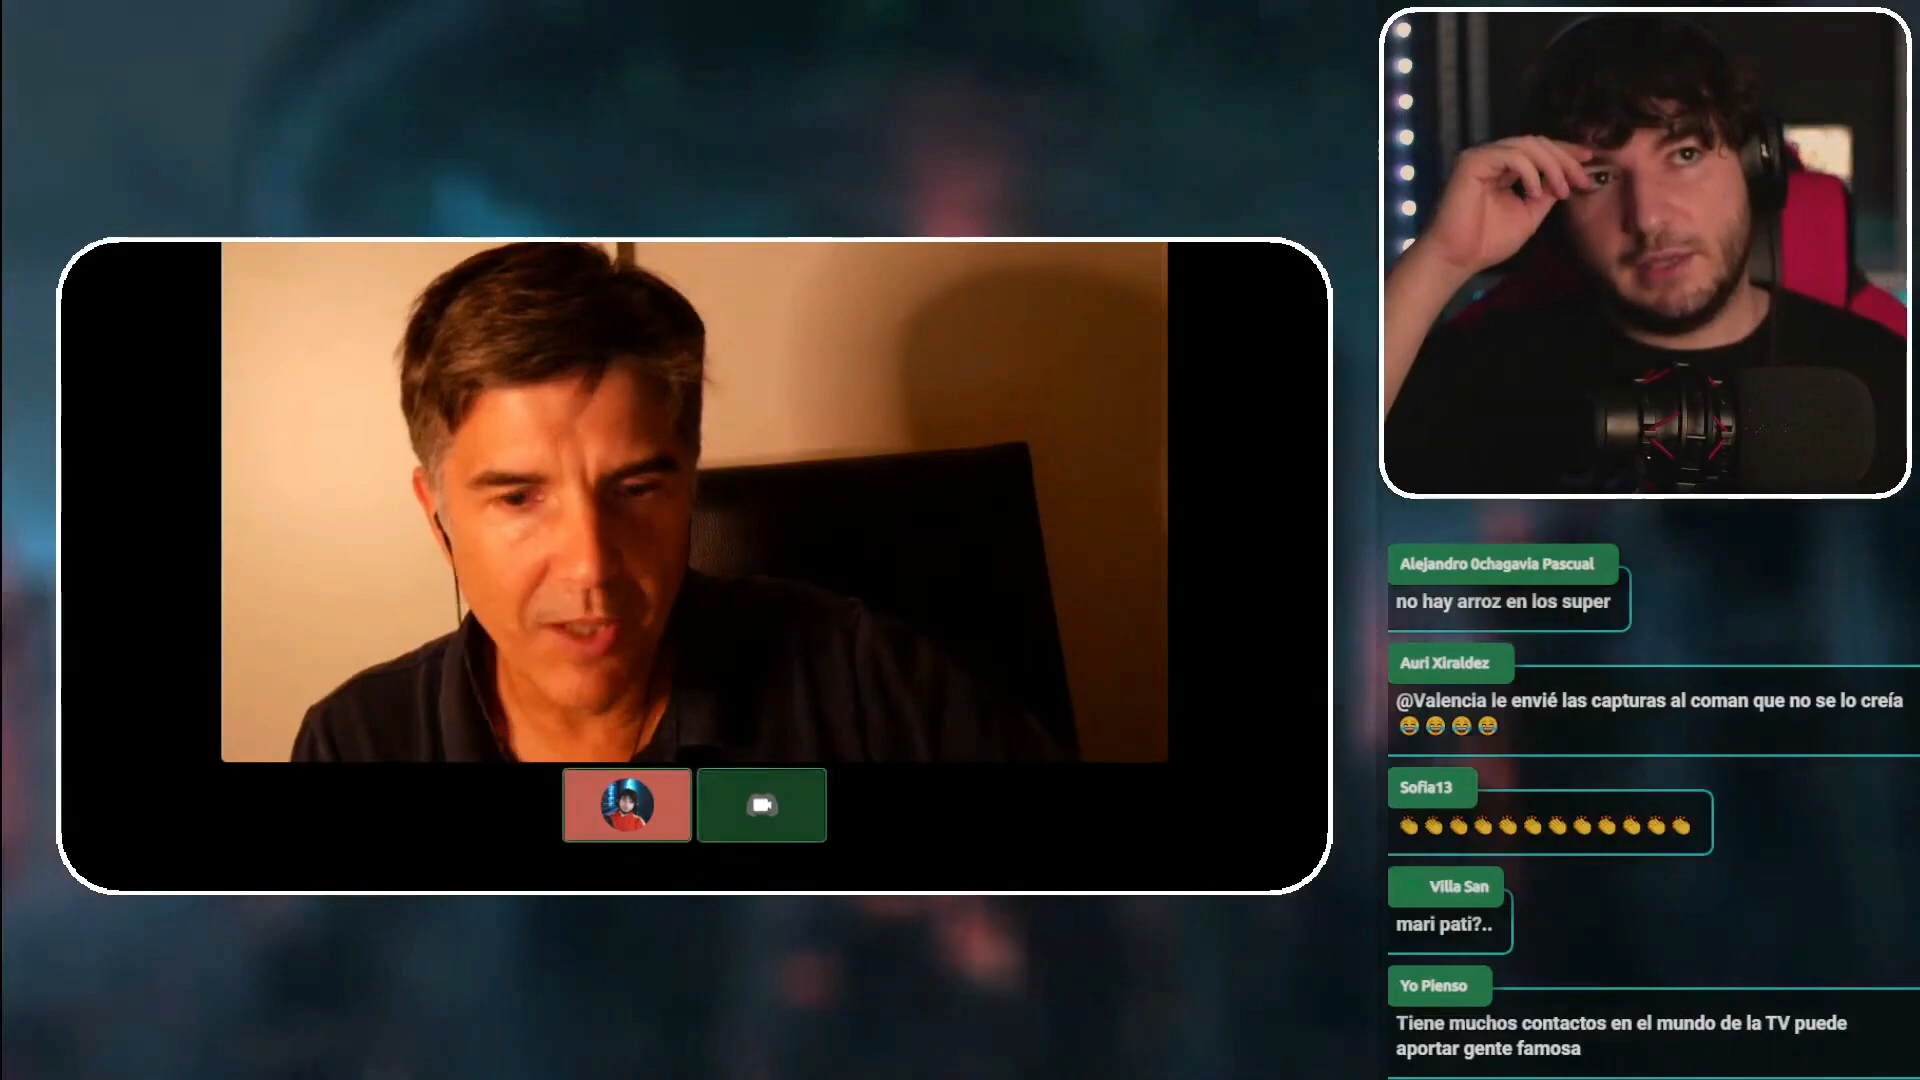 Alejandro Ochagavia Pascual
no hay arroz en los super
Auri Xiraldez
@Valencia le envié las capturas al coman que no se lo creía
😂 😂 😂 😂
Sofia13
👏 👏 👏 👏 👏 👏 👏 👏 👏 👏 👏 👏
Villa San
mari pati?..
Yo Pienso
Tiene muchos contactos en el mundo de la TV puede
aportar gente famosa